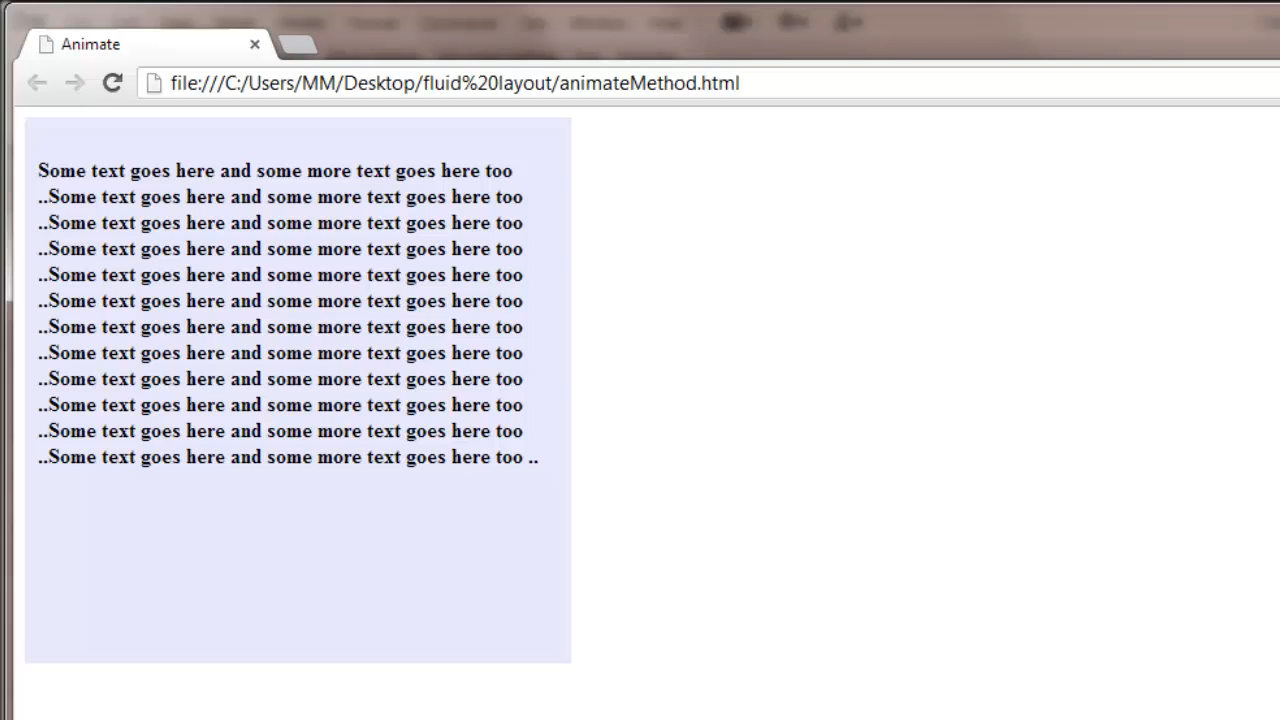 Animate
file:///C:/Users/MM/Desktop/fluid%20layout/animateMethod.html
Some text goes here and some more text goes here too
..Some text goes here and some more text goes here too
..Some text goes here and some more text goes here too
..Some text goes here and some more text goes here too
..Some text goes here and some more text goes here too
..Some text goes here and some more text goes here too
..Some text goes here and some more text goes here too
..Some text goes here and some more text goes here too
..Some text goes here and some more text goes here too
..Some text goes here and some more text goes here too
..Some text goes here and some more text goes here too
..Some text goes here and some more text goes here too ..